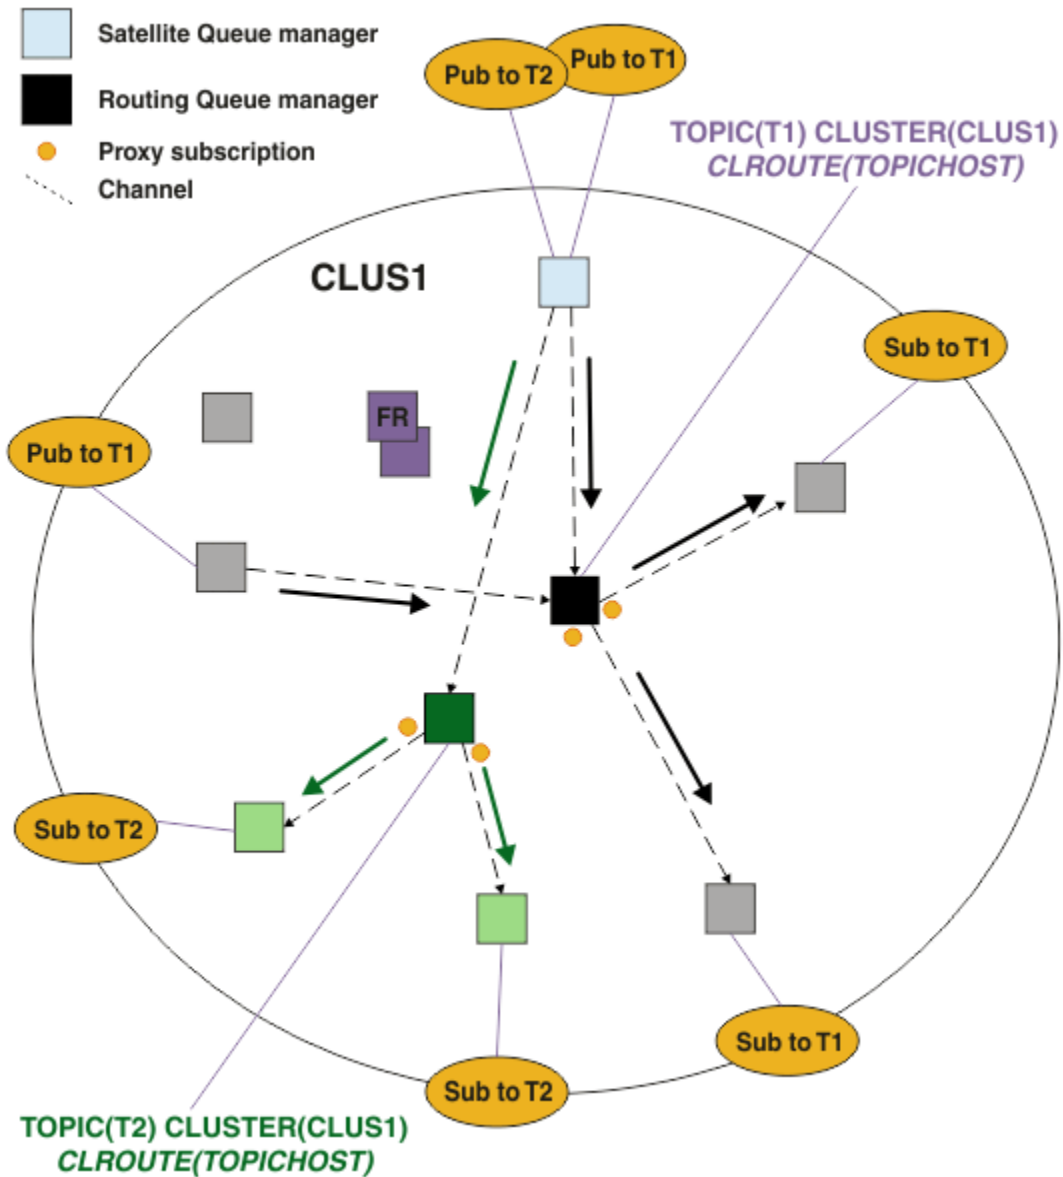 Satellite Queue manager
Routing Queue manager
Proxy subscription
Channel
Pub to T2
Pub to T1
TOPIC(T1) CLUSTER(CLUS1)
CLROUTE(TOPICHOST)
CLUS1
Sub to T1
FR
Pub to T1
Sub to T2
Sub to T1
Sub to T2
TOPIC(T2) CLUSTER(CLUS1)
CLROUTE(TOPICHOST)